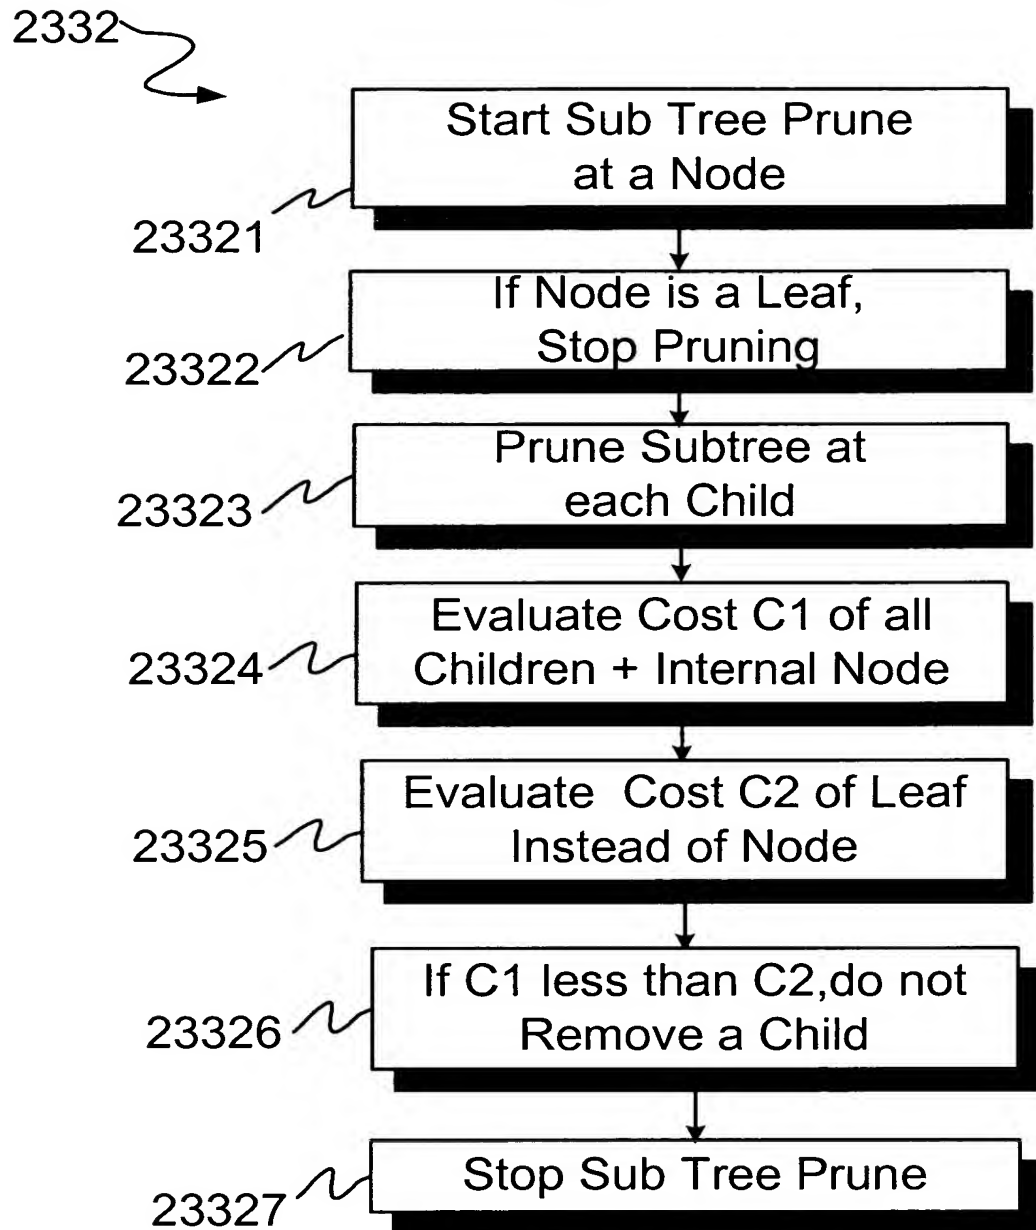 2332
Start Sub Tree Prune
at a Node
23321
If Node is a Leaf,
Stop Pruning
23322
Prune Subtree at
each Child
23323
Evaluate Cost C1 of all
Children + Internal Node
23324
Evaluate Cost C2 of Leaf
Instead of Node
23325
If C1 less than C2,do not
Remove a Child
23326
Stop Sub Tree Prune
23327